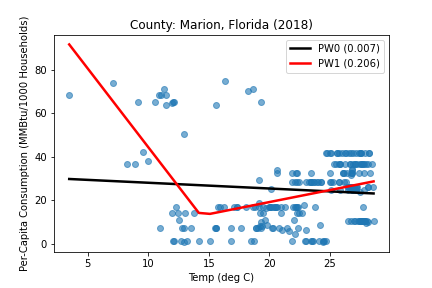 County: Marion, Florida (2018)
PW0 (0.007)
PW1 (0.206)
Per-Capita Consumption (MMBtu/1000 Households)
80
60
40
20
0
5 10 15 20 25
Temp (deg C)